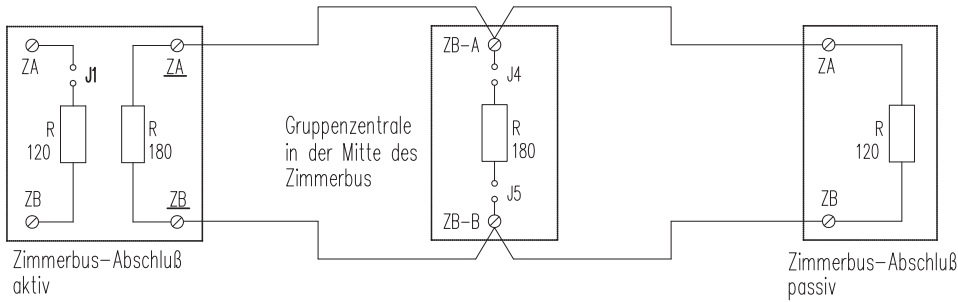 ZA
J1
R
120
ZB
ZA
R
180
ZB
Zimmerbus-Abschluß
aktiv
Gruppenzentrale
in der Mitte des
Zimmerbus
ZB-A
J4
R
180
J5
ZB-B
ZA
R
120
ZB
Zimmerbus-Abschluß
passiv